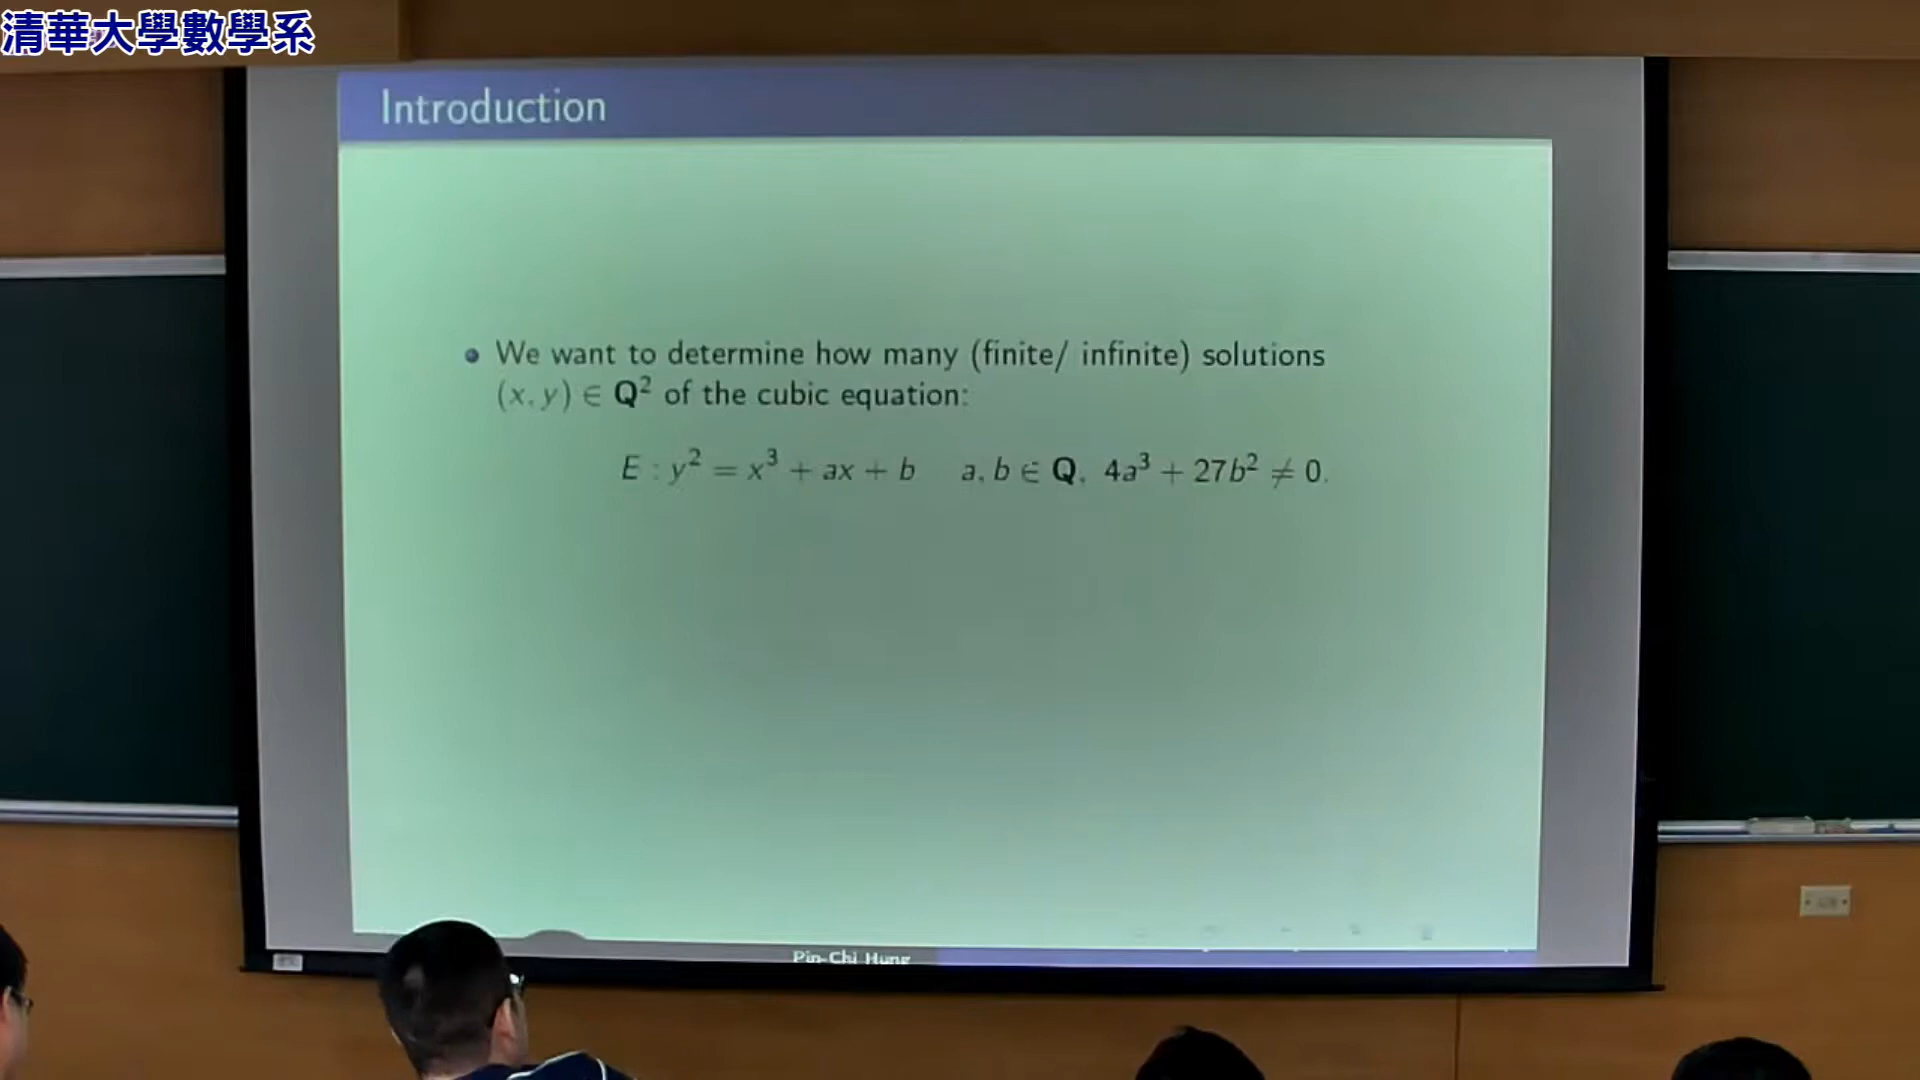 清華大學數學系
Introduction
We want to determine how many (finite/ infinite) solutions
(x, y) ∈ Q² of the cubic equation:
E : y² = x³ + ax + b a, b ∈ Q, 4a³ + 27b² ≠ 0.
Pin-Chi Hung